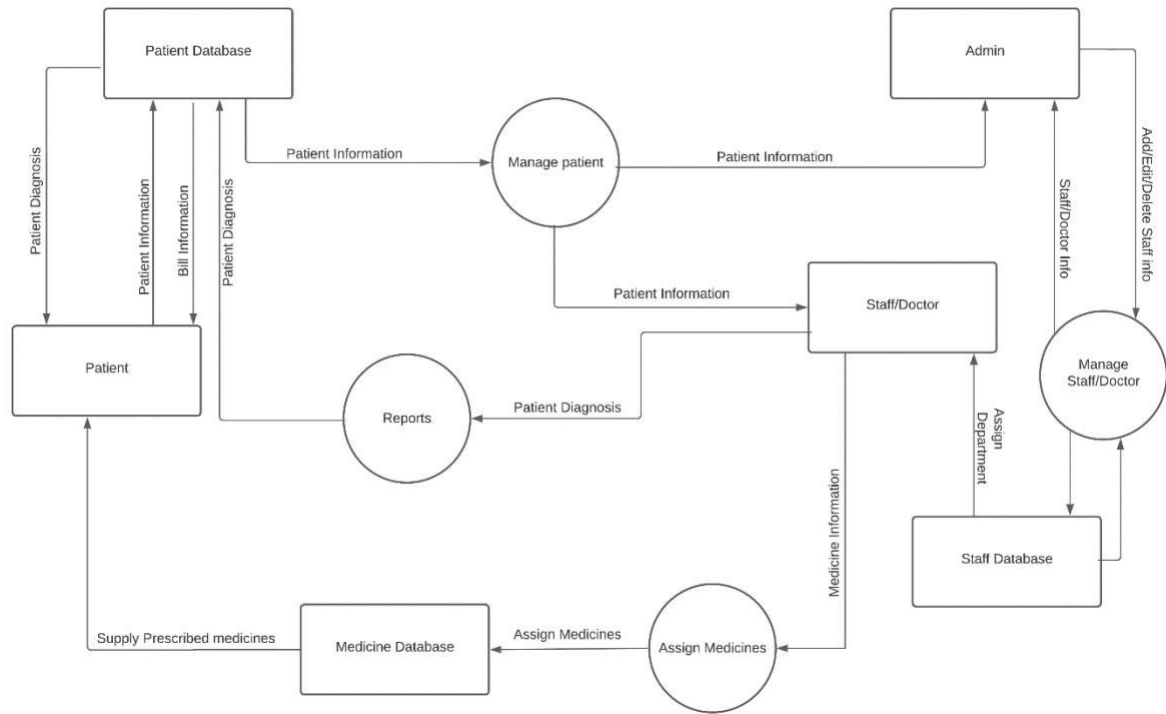 Patient Database
Admin
Patient Diagnosis
Patient Information
Bill Information
Patient Diagnosis
Patient Information
Manage patient
Patient Information
Staff/Doctor Info
Add/Edit/Delete Staff info
Patient Information
Staff/Doctor
Patient
Manage
Staff/Doctor
Reports
Patient Diagnosis
Assign
Department
Medicine Information
Staff Database
Supply Prescribed medicines
Medicine Database
Assign Medicines
Assign Medicines